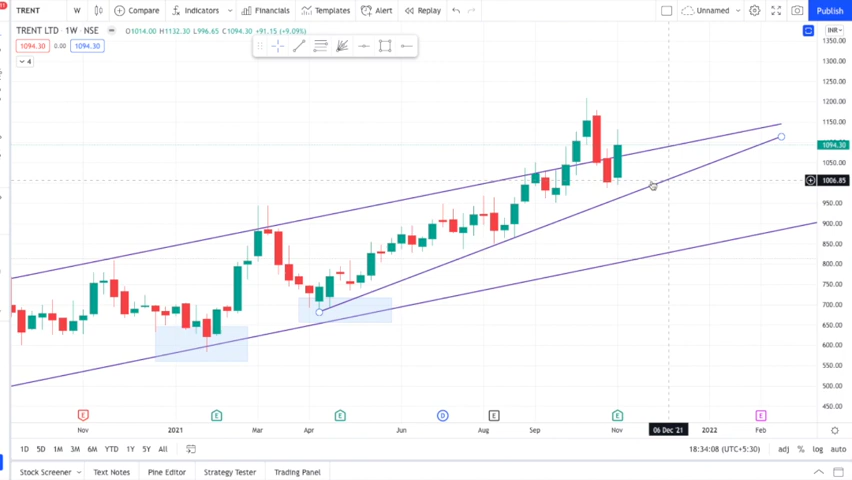 TRENT W Compare Indicators Financials Templates Alert Replay Unnamed Publish
TRENT LTD · 1W · NSE O1014.00 H1132.30 L996.65 C1094.30 +91.15 (+9.09%)
INR
1094.30 0.00 1094.30
4
1350.00
1300.00
1250.00
1200.00
1150.00
1094.30
1050.00
1006.85
950.00
900.00
850.00
800.00
750.00
700.00
650.00
600.00
550.00
500.00
450.00
E E E D E E E
Nov 2021 Mar Apr Jun Aug Sep Nov 06 Dec '21 2022 Feb
1D 5D 1M 3M 6M YTD 1Y 5Y All 18:34:08 (UTC+5:30) adj % log auto
Stock Screener Text Notes Pine Editor Strategy Tester Trading Panel